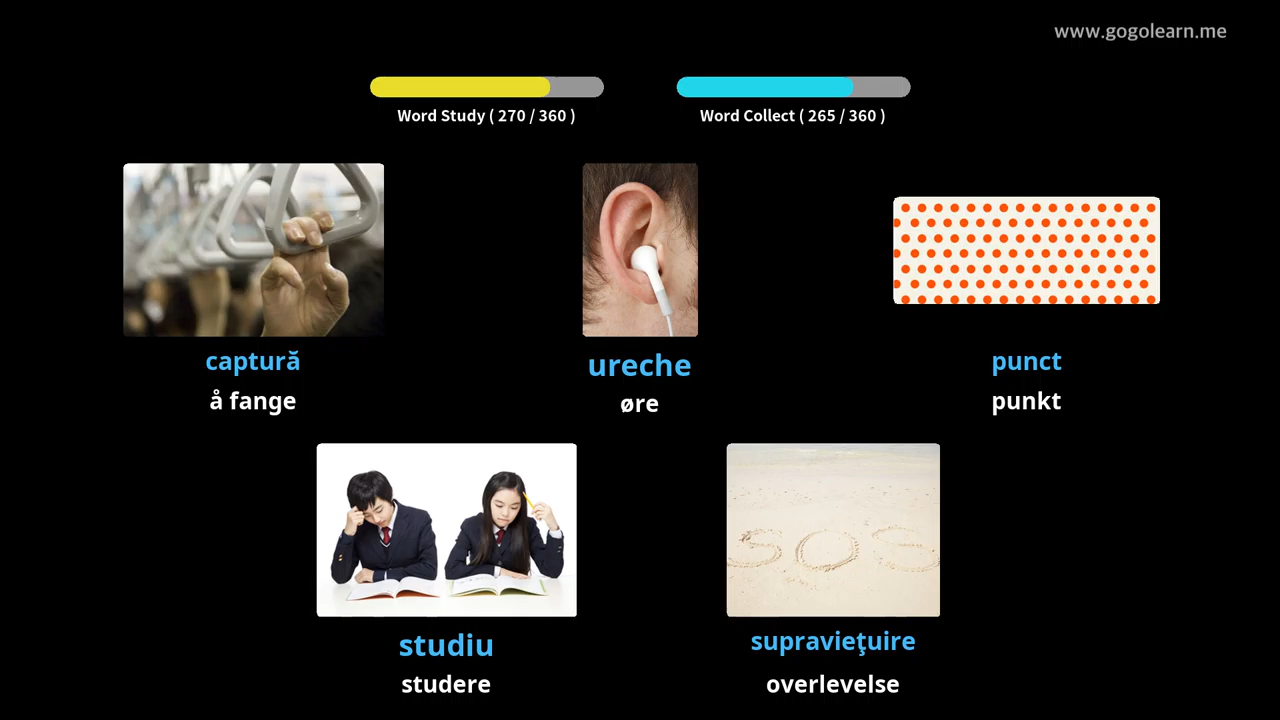 www.gogolearn.me
Word Study ( 270 / 360 )
Word Collect ( 265 / 360 )
captură
å fange
ureche
øre
punct
punkt
SOS
studiu
studere
supravieţuire
overlevelse